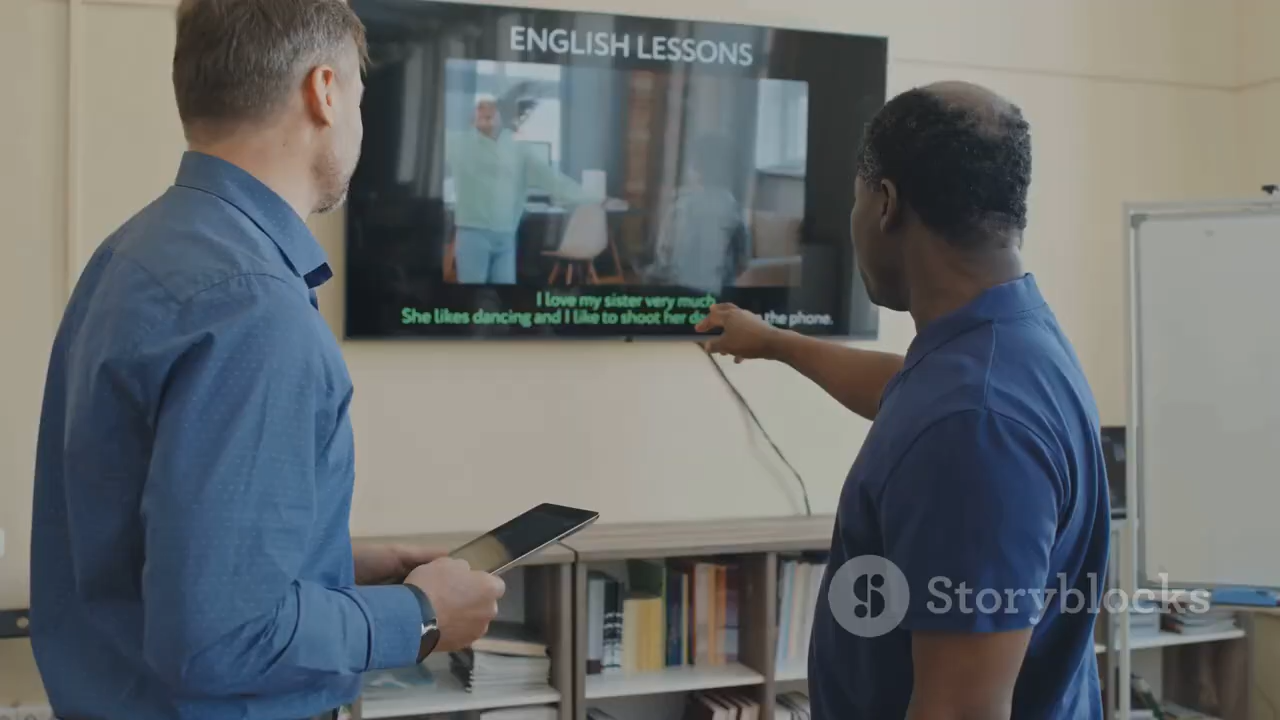 ENGLISH LESSONS
I love my sister very much
She likes dancing and I like to shoot her the phone.
Storyblocks